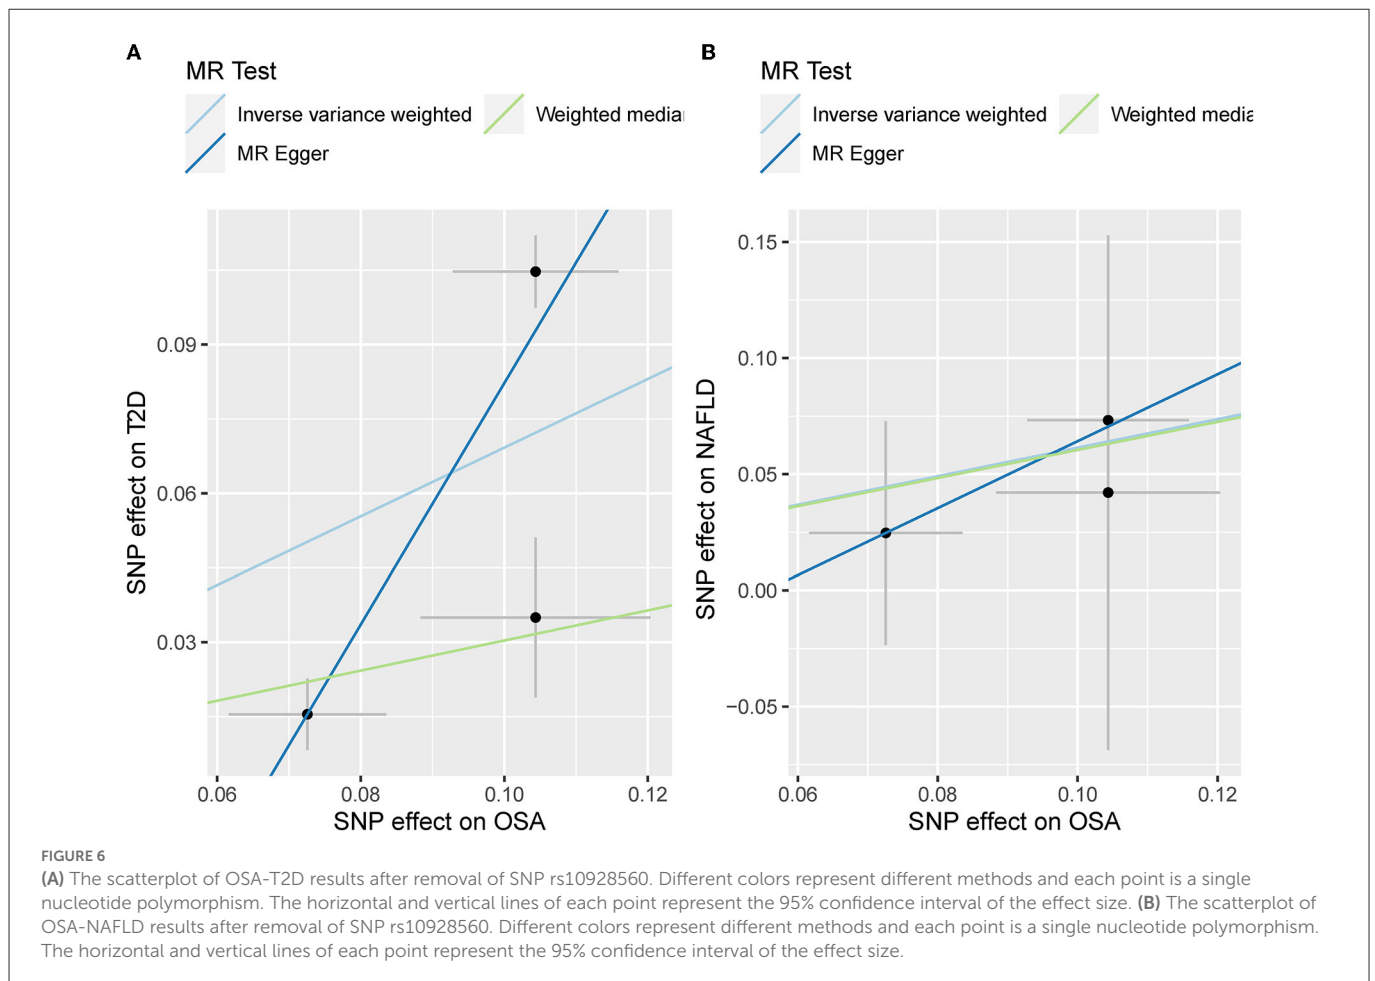 A
MR Test
Inverse variance weighted
Weighted media
MR Egger
SNP effect on T2D
0.09
0.06
0.03
0.06
0.08
0.10
0.12
SNP effect on OSA
B
MR Test
Inverse variance weighted
Weighted media
MR Egger
SNP effect on NAFLD
0.15
0.10
0.05
0.00
−0.05
0.06
0.08
0.10
0.12
SNP effect on OSA
FIGURE 6
(A) The scatterplot of OSA-T2D results after removal of SNP rs10928560. Different colors represent different methods and each point is a single
nucleotide polymorphism. The horizontal and vertical lines of each point represent the 95% confidence interval of the effect size. (B) The scatterplot of
OSA-NAFLD results after removal of SNP rs10928560. Different colors represent different methods and each point is a single nucleotide polymorphism.
The horizontal and vertical lines of each point represent the 95% confidence interval of the effect size.